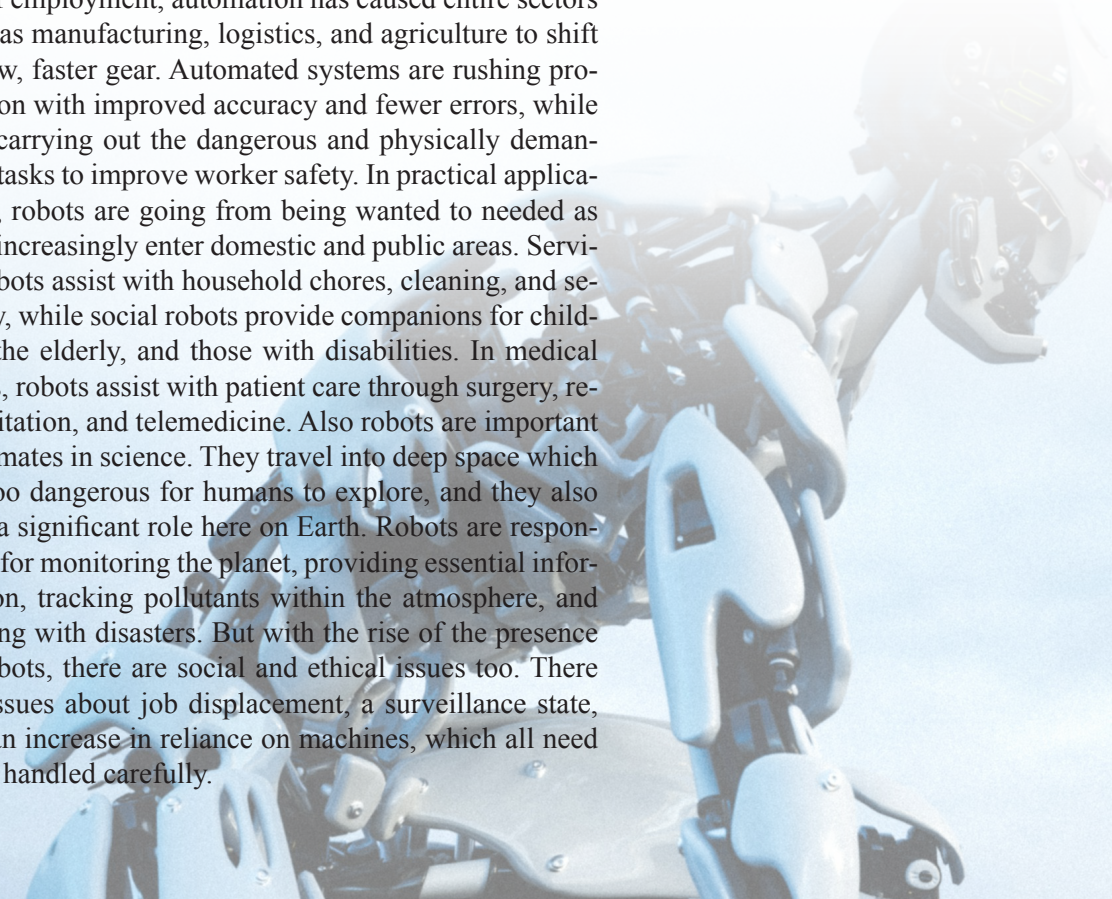 f employment, automation has caused entire sectors
as manufacturing, logistics, and agriculture to shift
w, faster gear. Automated systems are rushing pro-
on with improved accuracy and fewer errors, while
carrying out the dangerous and physically deman-
tasks to improve worker safety. In practical applica-
, robots are going from being wanted to needed as
increasingly enter domestic and public areas. Servi-
bots assist with household chores, cleaning, and se-
y, while social robots provide companions for child-
the elderly, and those with disabilities. In medical
, robots assist with patient care through surgery, re-
itation, and telemedicine. Also robots are important
mates in science. They travel into deep space which
oo dangerous for humans to explore, and they also
a significant role here on Earth. Robots are respon-
for monitoring the planet, providing essential infor-
on, tracking pollutants within the atmosphere, and
ng with disasters. But with the rise of the presence
bots, there are social and ethical issues too. There
ssues about job displacement, a surveillance state,
an increase in reliance on machines, which all need
handled carefully.